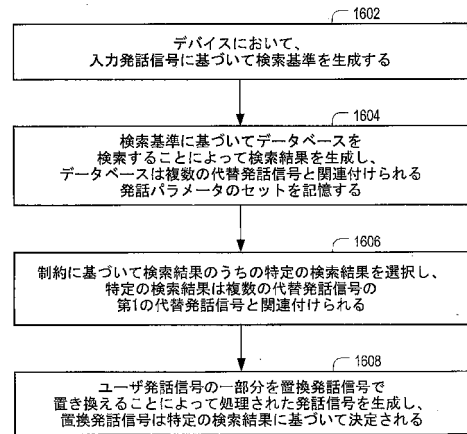 1602
デバイスにおいて、
入力発話信号に基づいて検索基準を生成する
1604
検索基準に基づいてデータベースを
検索することによって検索結果を生成し、
データベースは複数の代替発話信号と関連付けられる
発話パラメータのセットを記憶する
1606
制約に基づいて検索結果のうちの特定の検索結果を選択し、
特定の検索結果は複数の代替発話信号の
第1の代替発話信号と関連付けられる
1608
ユーザ発話信号の一部分を置換発話信号で
置き換えることによって処理された発話信号を生成し、
置換発話信号は特定の検索結果に基づいて決定される